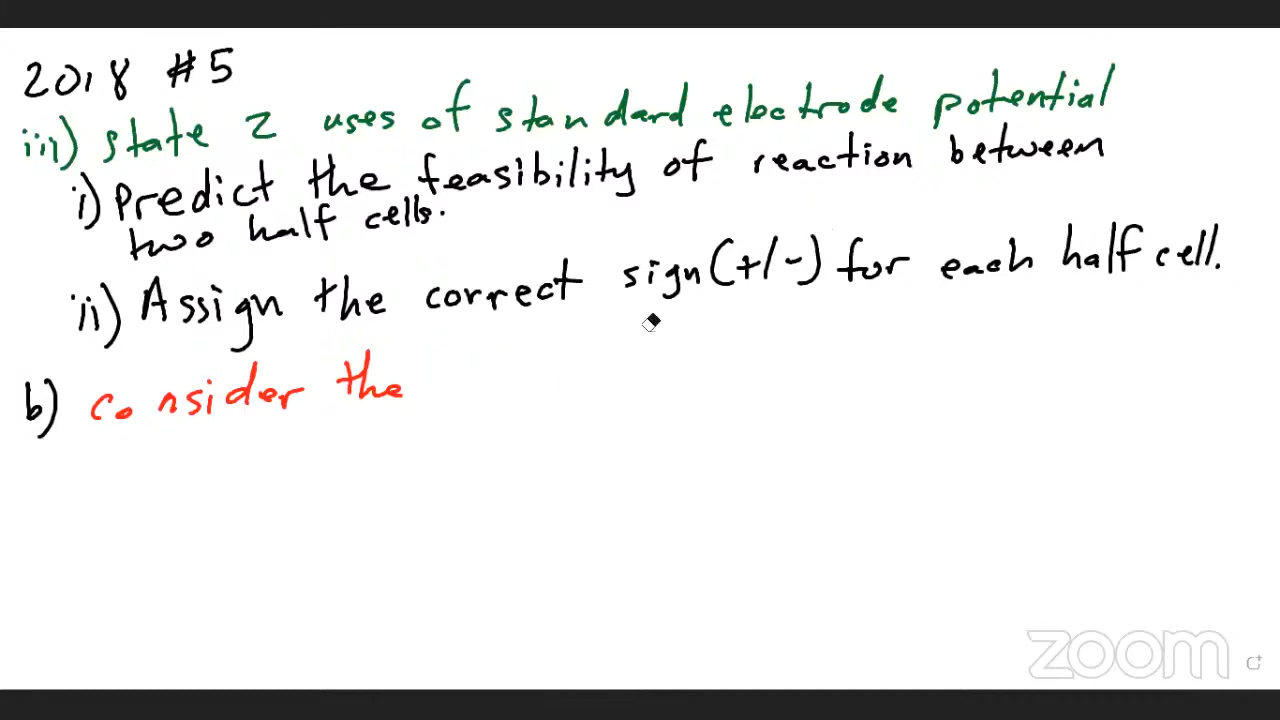 2018 #5
iii) state 2 uses of standard electrode potential
i) Predict the feasibility of reaction between
two half cells.
ii) Assign the correct sign (+/-) for each half cell.
b) consider the
zoom